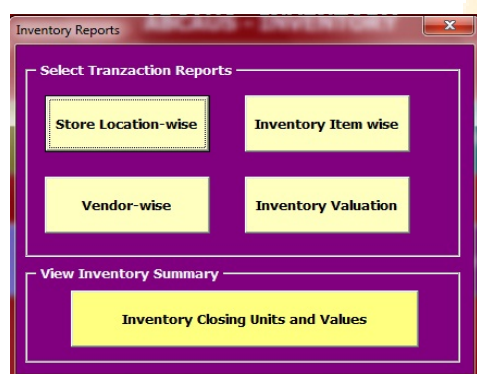 Inventory Reports
Select Tranzaction Reports
Store Location-wise
Inventory Item wise
Vendor-wise
Inventory Valuation
View Inventory Summary
Inventory Closing Units and Values